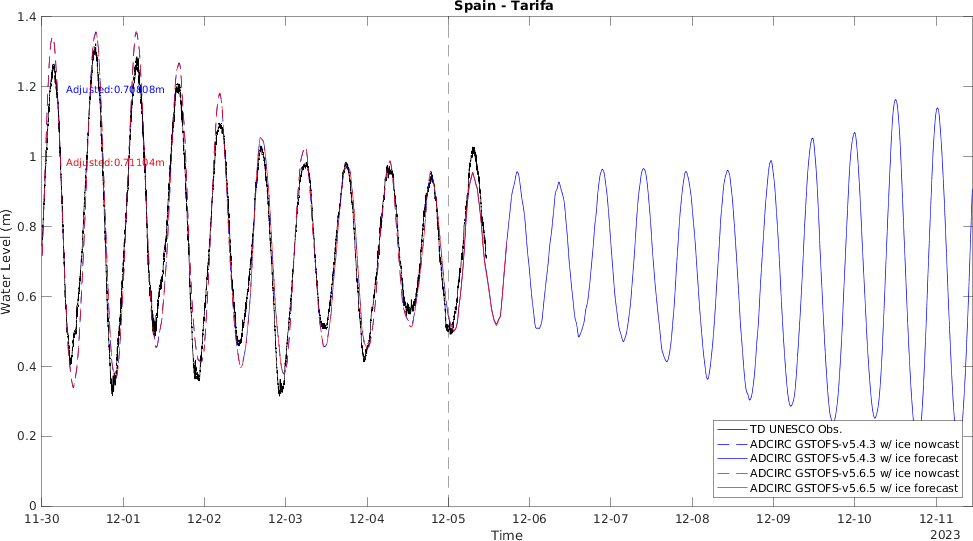 Spain - Tarifa
1.4
1.2
1
0.8
0.6
0.4
0.2
0
Water Level (m)
Adjusted:0.70808m
Adjusted:0.71104m
TD UNESCO Obs.
ADCIRC GSTOFS-v5.4.3 w/ ice nowcast
ADCIRC GSTOFS-v5.4.3 w/ ice forecast
ADCIRC GSTOFS-v5.6.5 w/ ice nowcast
ADCIRC GSTOFS-v5.6.5 w/ ice forecast
11-30 12-01 12-02 12-03 12-04 12-05 12-06 12-07 12-08 12-09 12-10 12-11
Time
2023